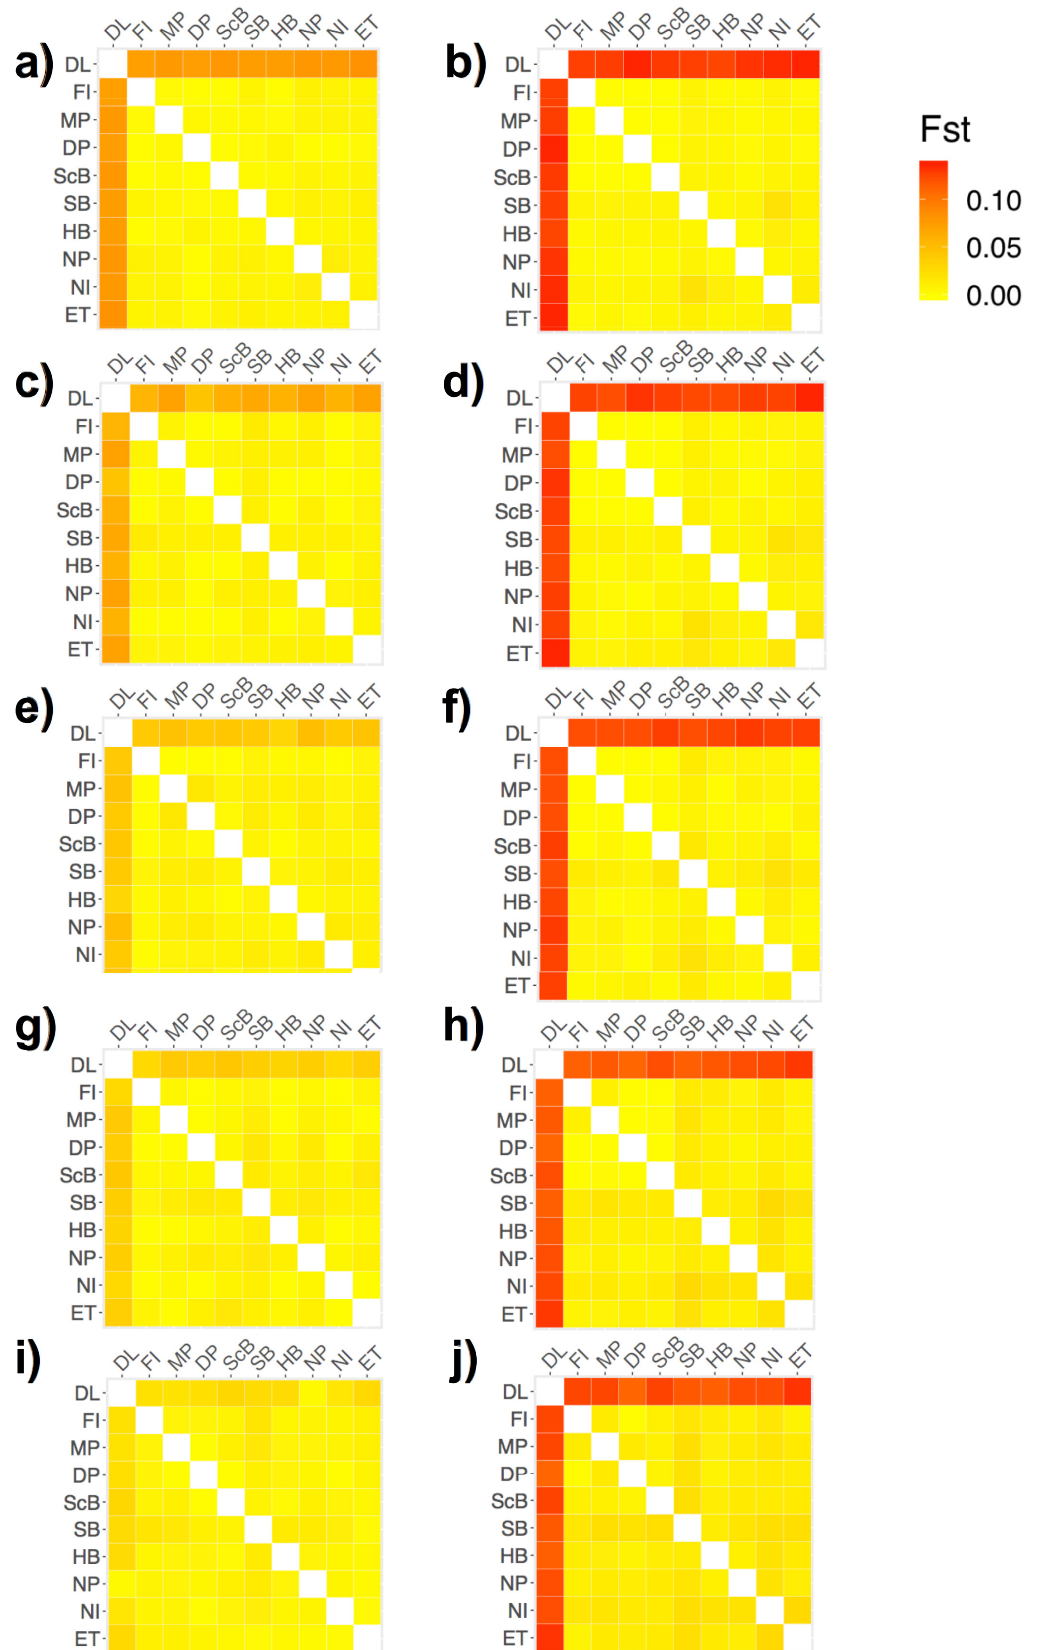 a)
DL FI MP DP ScB SB HB NP NI ET
DL
FI
MP
DP
ScB
SB
HB
NP
NI
ET
b)
DL FI MP DP ScB SB HB NP NI ET
DL
FI
MP
DP
ScB
SB
HB
NP
NI
ET
Fst
0.10
0.05
0.00
c)
DL FI MP DP ScB SB HB NP NI ET
DL
FI
MP
DP
ScB
SB
HB
NP
NI
ET
d)
DL FI MP DP ScB SB HB NP NI ET
DL
FI
MP
DP
ScB
SB
HB
NP
NI
ET
e)
DL FI MP DP ScB SB HB NP NI ET
DL
FI
MP
DP
ScB
SB
HB
NP
NI
f)
DL FI MP DP ScB SB HB NP NI ET
DL
FI
MP
DP
ScB
SB
HB
NP
NI
ET
g)
DL FI MP DP ScB SB HB NP NI ET
DL
FI
MP
DP
ScB
SB
HB
NP
NI
ET
h)
DL FI MP DP ScB SB HB NP NI ET
DL
FI
MP
DP
ScB
SB
HB
NP
NI
ET
i)
DL FI MP DP ScB SB HB NP NI ET
DL
FI
MP
DP
ScB
SB
HB
NP
NI
ET
j)
DL FI MP DP ScB SB HB NP NI ET
DL
FI
MP
DP
ScB
SB
HB
NP
NI
ET